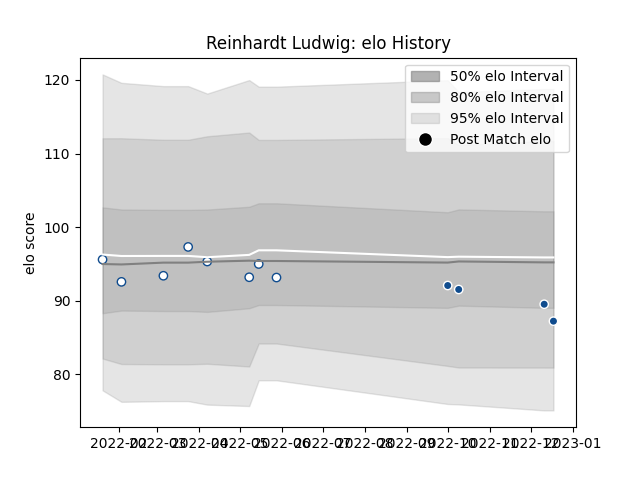 Reinhardt Ludwig: elo History
120
110
100
90
80
elo score
50% elo Interval
80% elo Interval
95% elo Interval
Post Match elo
2022-02 2022-03 2022-04 2022-05 2022-06 2022-07 2022-08 2022-09 2022-10 2022-11 2022-12 2023-01